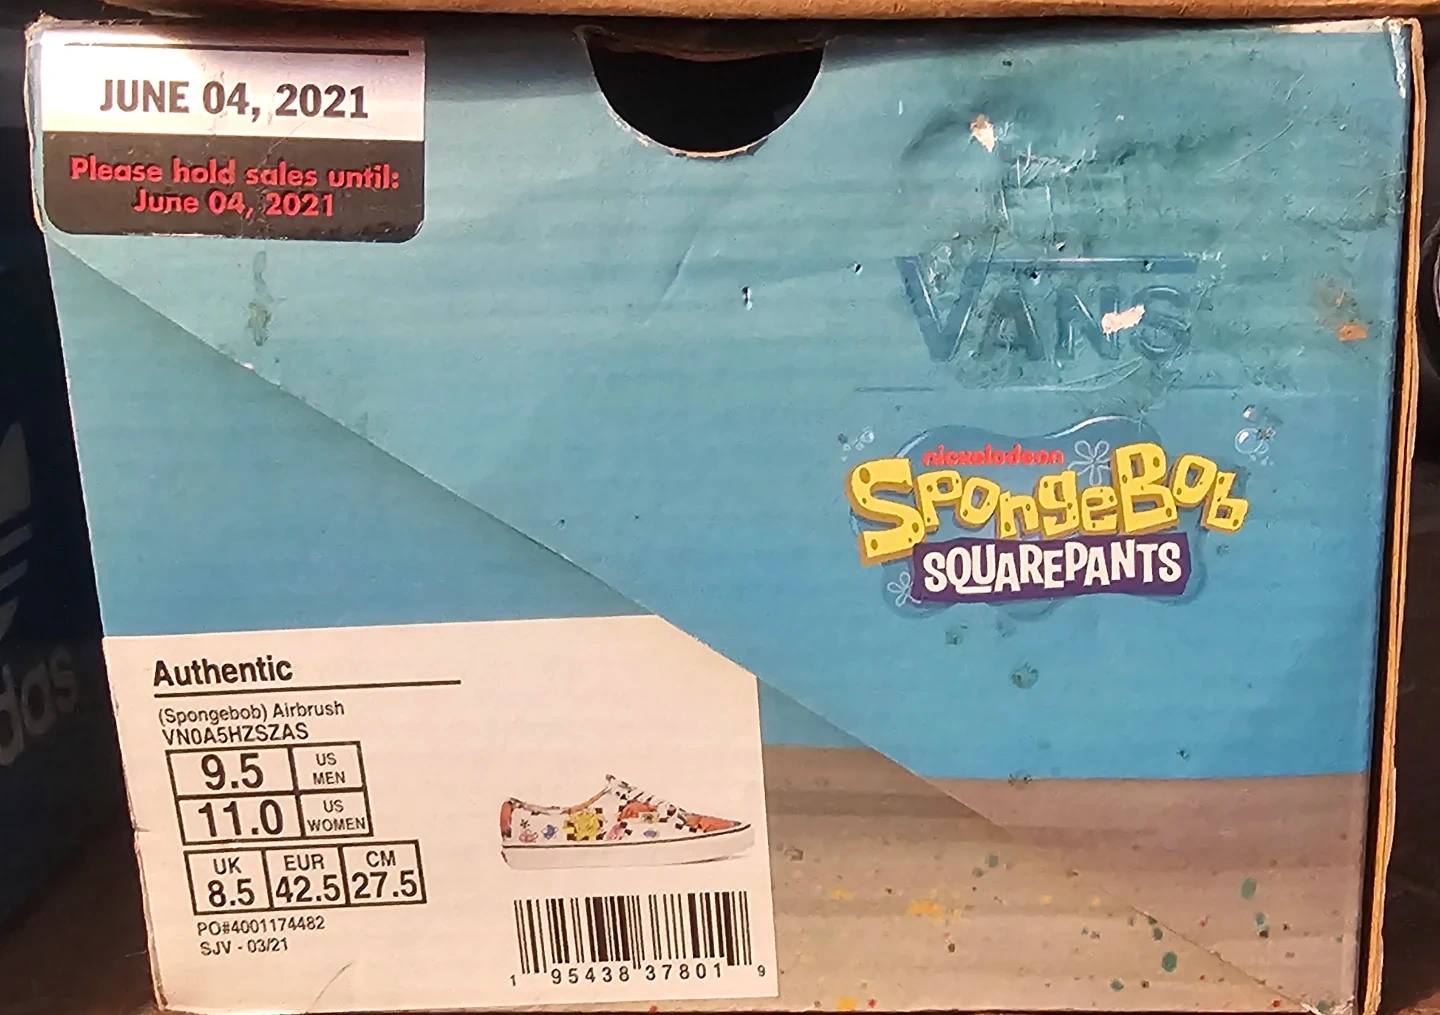 JUNE 04, 2021
Please hold sales until:
June 04, 2021
VANS
nickelodeon
SPONGEBOB
SQUAREPANTS
Authentic
(Spongebob) Airbrush
VN0A5HZSZAS
9.5 US MEN
11.0 US WOMEN
UK EUR CM
8.5 42.5 27.5
PO#4001174482
SJV - 03/21
1 95438 37801 9
das